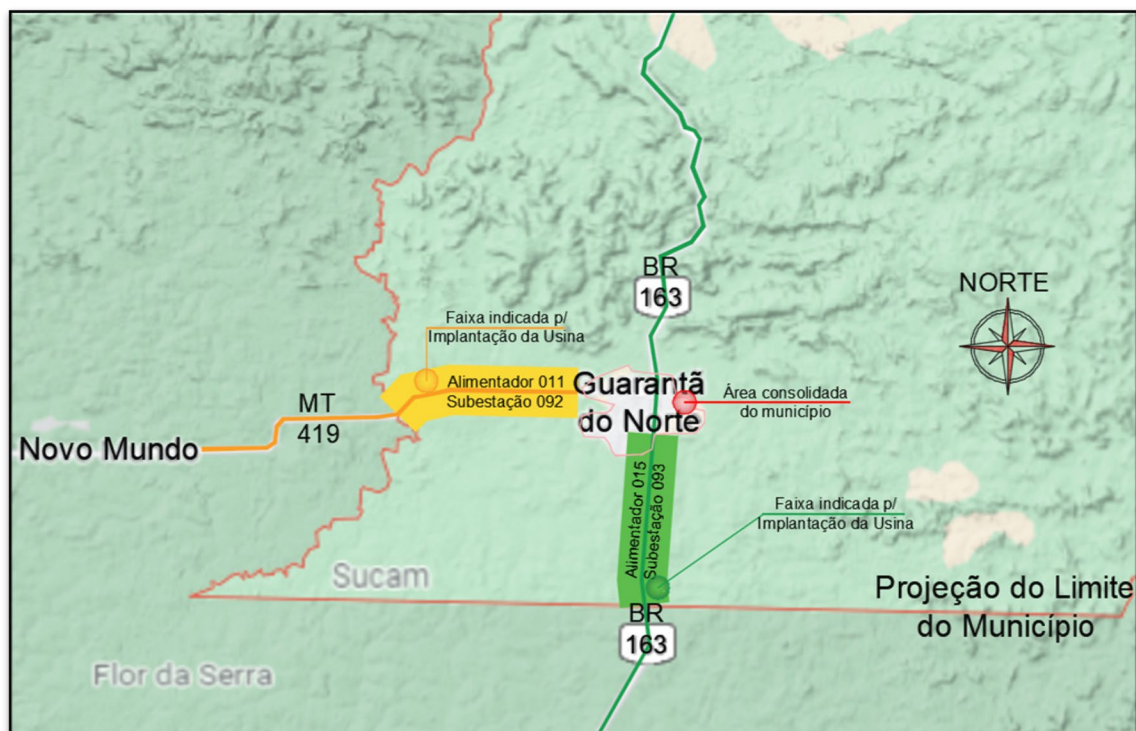 BR
163
NORTE
Faixa indicada p/
Implantação da Usina
Alimentador 011
Subestação 092
Guarantã
do Norte
Área consolidada
do município
MT
419
Novo Mundo
Alimentador 015
Subestação 093
Faixa indicada p/
Implantação da Usina
Sucam
Projeção do Limite
do Município
BR
163
Flor da Serra